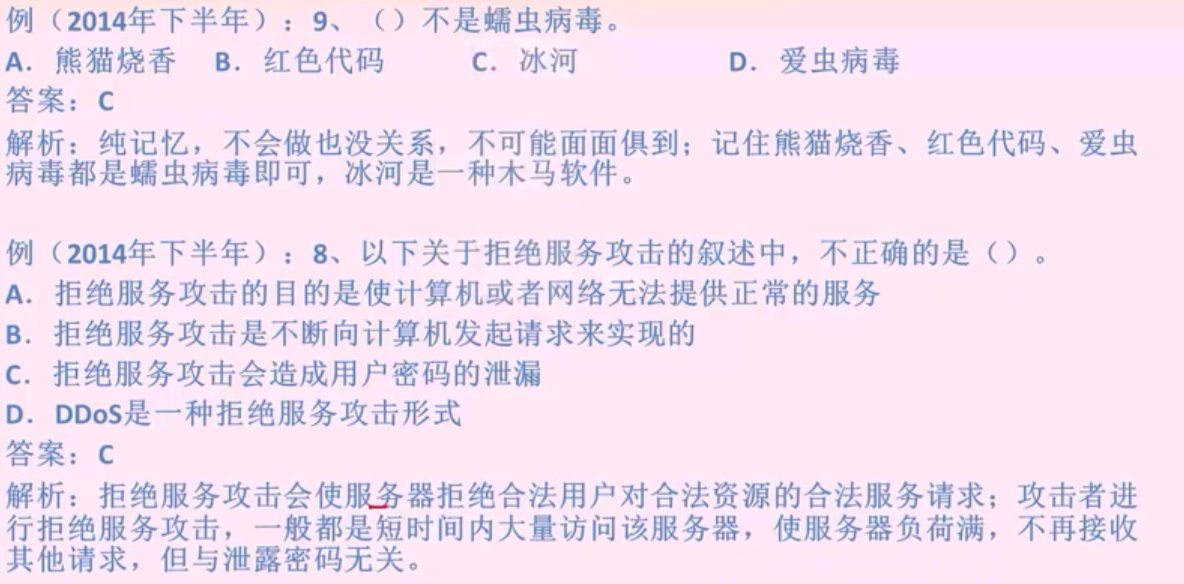 例（2014年下半年）：9、（）不是蠕虫病毒。
A．熊猫烧香 B．红色代码 C．冰河 D．爱虫病毒
答案：C
解析：纯记忆，不会做也没关系，不可能面面俱到；记住熊猫烧香、红色代码、爱虫
病毒都是蠕虫病毒即可，冰河是一种木马软件。
例（2014年下半年）：8、以下关于拒绝服务攻击的叙述中，不正确的是（）。
A．拒绝服务攻击的目的是使计算机或者网络无法提供正常的服务
B．拒绝服务攻击是不断向计算机发起请求来实现的
C．拒绝服务攻击会造成用户密码的泄漏
D．DDoS是一种拒绝服务攻击形式
答案：C
解析：拒绝服务攻击会使服务器拒绝合法用户对合法资源的合法服务请求；攻击者进
行拒绝服务攻击，一般都是短时间内大量访问该服务器，使服务器负荷满，不再接收
其他请求，但与泄露密码无关。